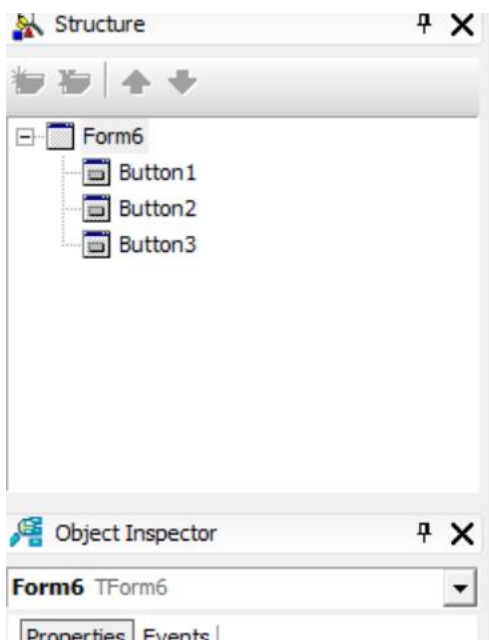 Structure
Form6
Button1
Button2
Button3
Object Inspector
Form6 TForm6
Properties Events